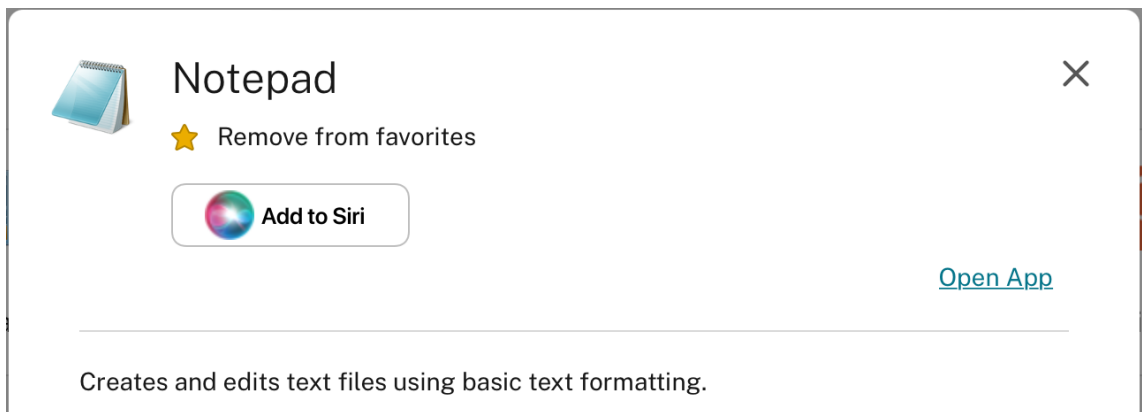 Notepad
Remove from favorites
Add to Siri
Open App
Creates and edits text files using basic text formatting.